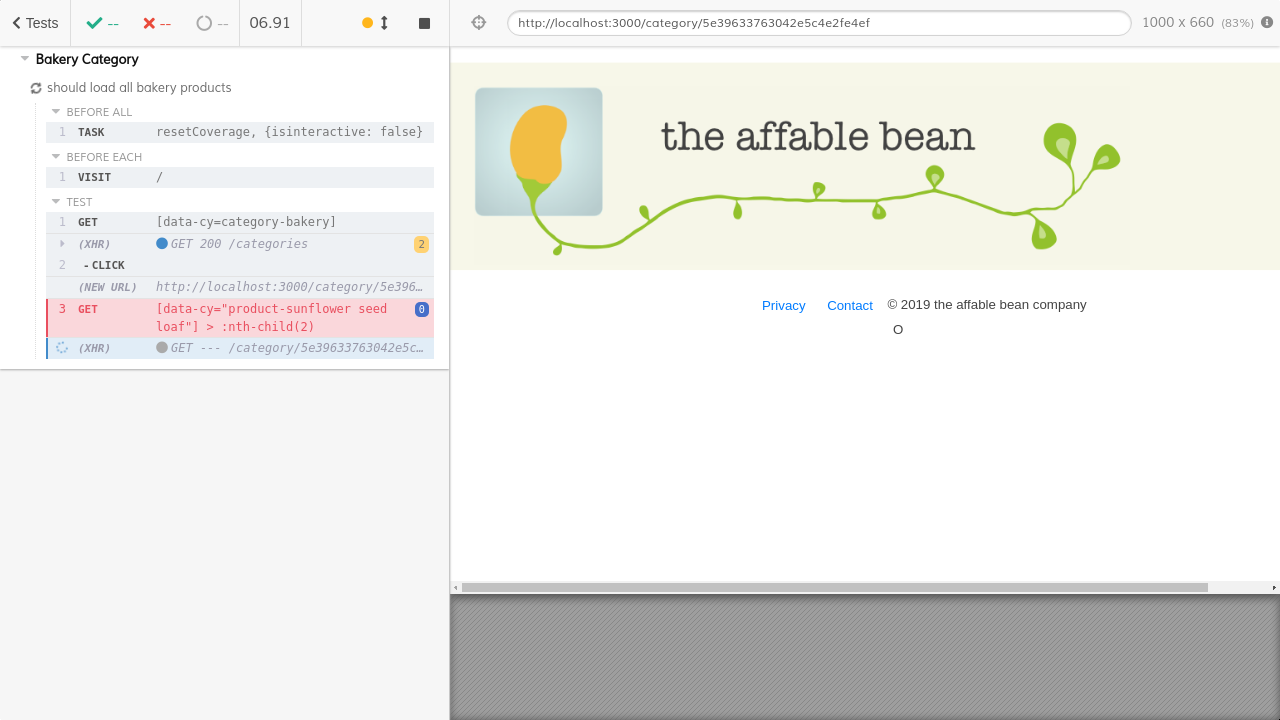 Tests
--
--
--
06.91
http://localhost:3000/category/5e39633763042e5c4e2fe4ef
1000 x 660 (83%)
Bakery Category
should load all bakery products
BEFORE ALL
1 TASK resetCoverage, {isinteractive: false}
BEFORE EACH
1 VISIT /
TEST
1 GET [data-cy=category-bakery]
(XHR) GET 200 /categories 2
2 -CLICK
(NEW URL) http://localhost:3000/category/5e396…
3 GET [data-cy="product-sunflower seed 0
loaf"] > :nth-child(2)
(XHR) GET --- /category/5e39633763042e5c…
the affable bean
Privacy Contact © 2019 the affable bean company
O